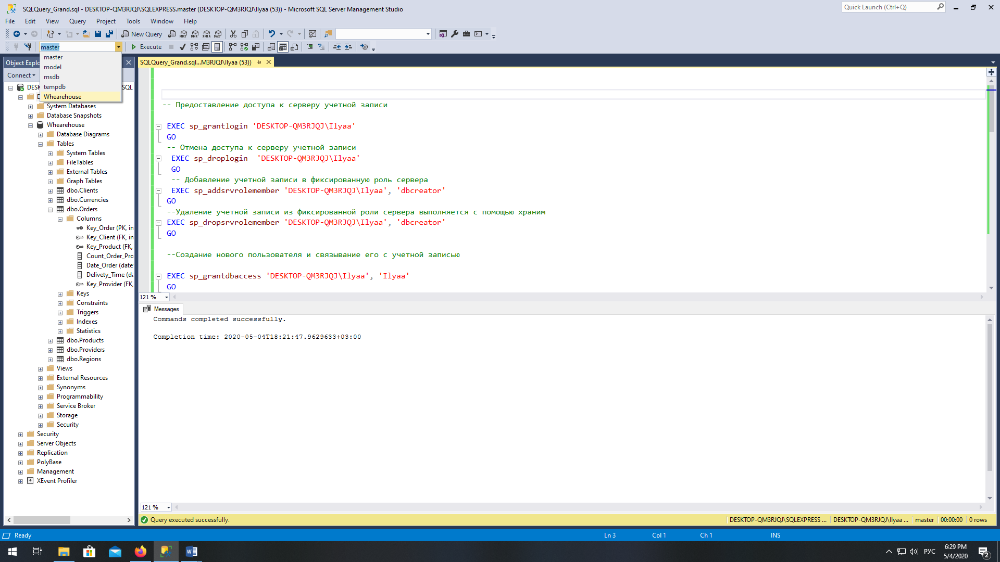 SQLQuery_Grand.sql - DESKTOP-QM3RJQJ\SQLEXPRESS.master (DESKTOP-QM3RJQJ\Ilyaa (53)) - Microsoft SQL Server Management Studio
Quick Launch (Ctrl+Q)
File Edit View Query Project Tools Window Help
New Query
MDX DMX XMLA DAX
master
Execute
master
model
msdb
tempdb
Whearehouse
Object Explo
Connect
DESK
SQL
D
System Databases
Database Snapshots
Whearehouse
Database Diagrams
Tables
System Tables
FileTables
External Tables
Graph Tables
dbo.Clients
dbo.Currencies
dbo.Orders
Columns
Key_Order (PK, in
Key_Client (FK, in
Key_Product (FK,
Count_Order_Pro
Date_Order (date
Delivety_Time (da
Key_Provider (FK,
Keys
Constraints
Triggers
Indexes
Statistics
dbo.Products
dbo.Providers
dbo.Regions
Views
External Resources
Synonyms
Programmability
Service Broker
Storage
Security
Security
Server Objects
Replication
PolyBase
Management
XEvent Profiler
SQLQuery_Grand.sql...M3RJQJ\Ilyaa (53))
-- Предоставление доступа к серверу учетной записи
EXEC sp_grantlogin 'DESKTOP-QM3RJQJ\Ilyaa'
GO
-- Отмена доступа к серверу учетной записи
EXEC sp_droplogin  'DESKTOP-QM3RJQJ\Ilyaa'
GO
-- Добавление учетной записи в фиксированную роль сервера
EXEC sp_addsrvrolemember 'DESKTOP-QM3RJQJ\Ilyaa', 'dbcreator'
GO
--Удаление учетной записи из фиксированной роли сервера выполняется с помощью храним
EXEC sp_dropsrvrolemember 'DESKTOP-QM3RJQJ\Ilyaa', 'dbcreator'
GO
--Создание нового пользователя и связывание его с учетной записью
EXEC sp_grantdbaccess 'DESKTOP-QM3RJQJ\Ilyaa', 'Ilyaa'
GO
121 %
Messages
Commands completed successfully.
Completion time: 2020-05-04T18:21:47.9629633+03:00
121 %
Query executed successfully.
DESKTOP-QM3RJQJ\SQLEXPRESS ... DESKTOP-QM3RJQJ\Ilyaa ... master 00:00:00 0 rows
Ready Ln 3 Col 1 Ch 1 INS
РУС
6:29 PM
5/4/2020
2